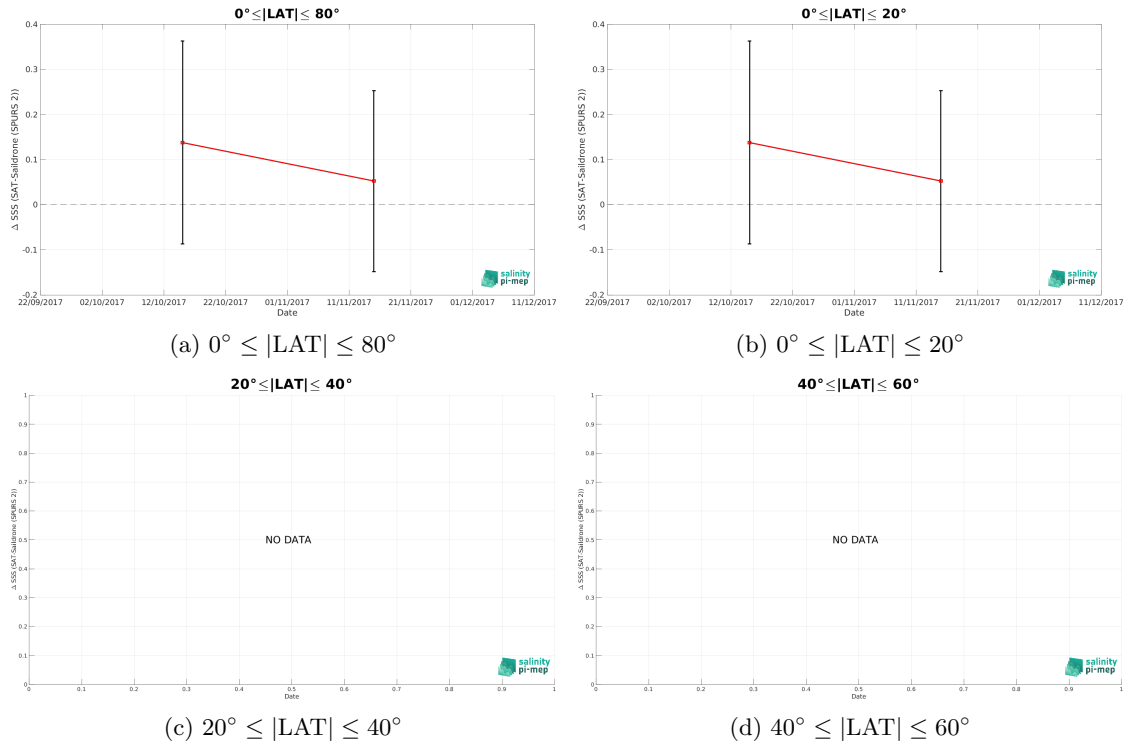 0°≤|LAT|≤ 80°
Δ SSS (SAT-Saildrone (SPURS 2))
0.4
0.3
0.2
0.1
0
-0.1
-0.2
22/09/2017 02/10/2017 12/10/2017 22/10/2017 01/11/2017 11/11/2017 21/11/2017 01/12/2017 11/12/2017
Date
salinity
pi-mep
(a) 0° ≤ |LAT| ≤ 80°
0°≤|LAT|≤ 20°
Δ SSS (SAT-Saildrone (SPURS 2))
0.4
0.3
0.2
0.1
0
-0.1
-0.2
22/09/2017 02/10/2017 12/10/2017 22/10/2017 01/11/2017 11/11/2017 21/11/2017 01/12/2017 11/12/2017
Date
salinity
pi-mep
(b) 0° ≤ |LAT| ≤ 20°
20°≤|LAT|≤ 40°
Δ SSS (SAT-Saildrone (SPURS 2))
1
0.9
0.8
0.7
0.6
0.5
0.4
0.3
0.2
0.1
0
NO DATA
0 0.1 0.2 0.3 0.4 0.5 0.6 0.7 0.8 0.9 1
Date
salinity
pi-mep
(c) 20° ≤ |LAT| ≤ 40°
40°≤|LAT|≤ 60°
Δ SSS (SAT-Saildrone (SPURS 2))
1
0.9
0.8
0.7
0.6
0.5
0.4
0.3
0.2
0.1
0
NO DATA
0 0.1 0.2 0.3 0.4 0.5 0.6 0.7 0.8 0.9 1
Date
salinity
pi-mep
(d) 40° ≤ |LAT| ≤ 60°